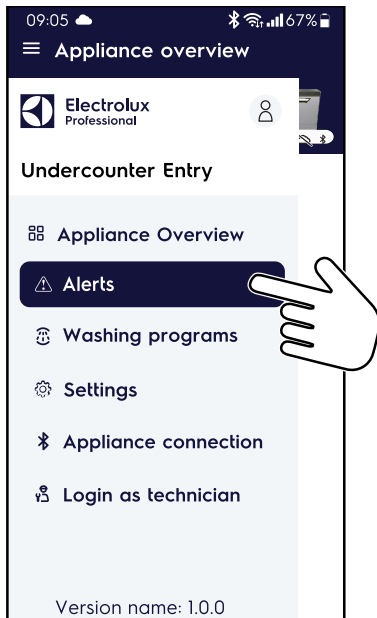 09:05 67%
Appliance overview
Electrolux
Professional
Undercounter Entry
Appliance Overview
Alerts
Washing programs
Settings
Appliance connection
Login as technician
Version name: 1.0.0